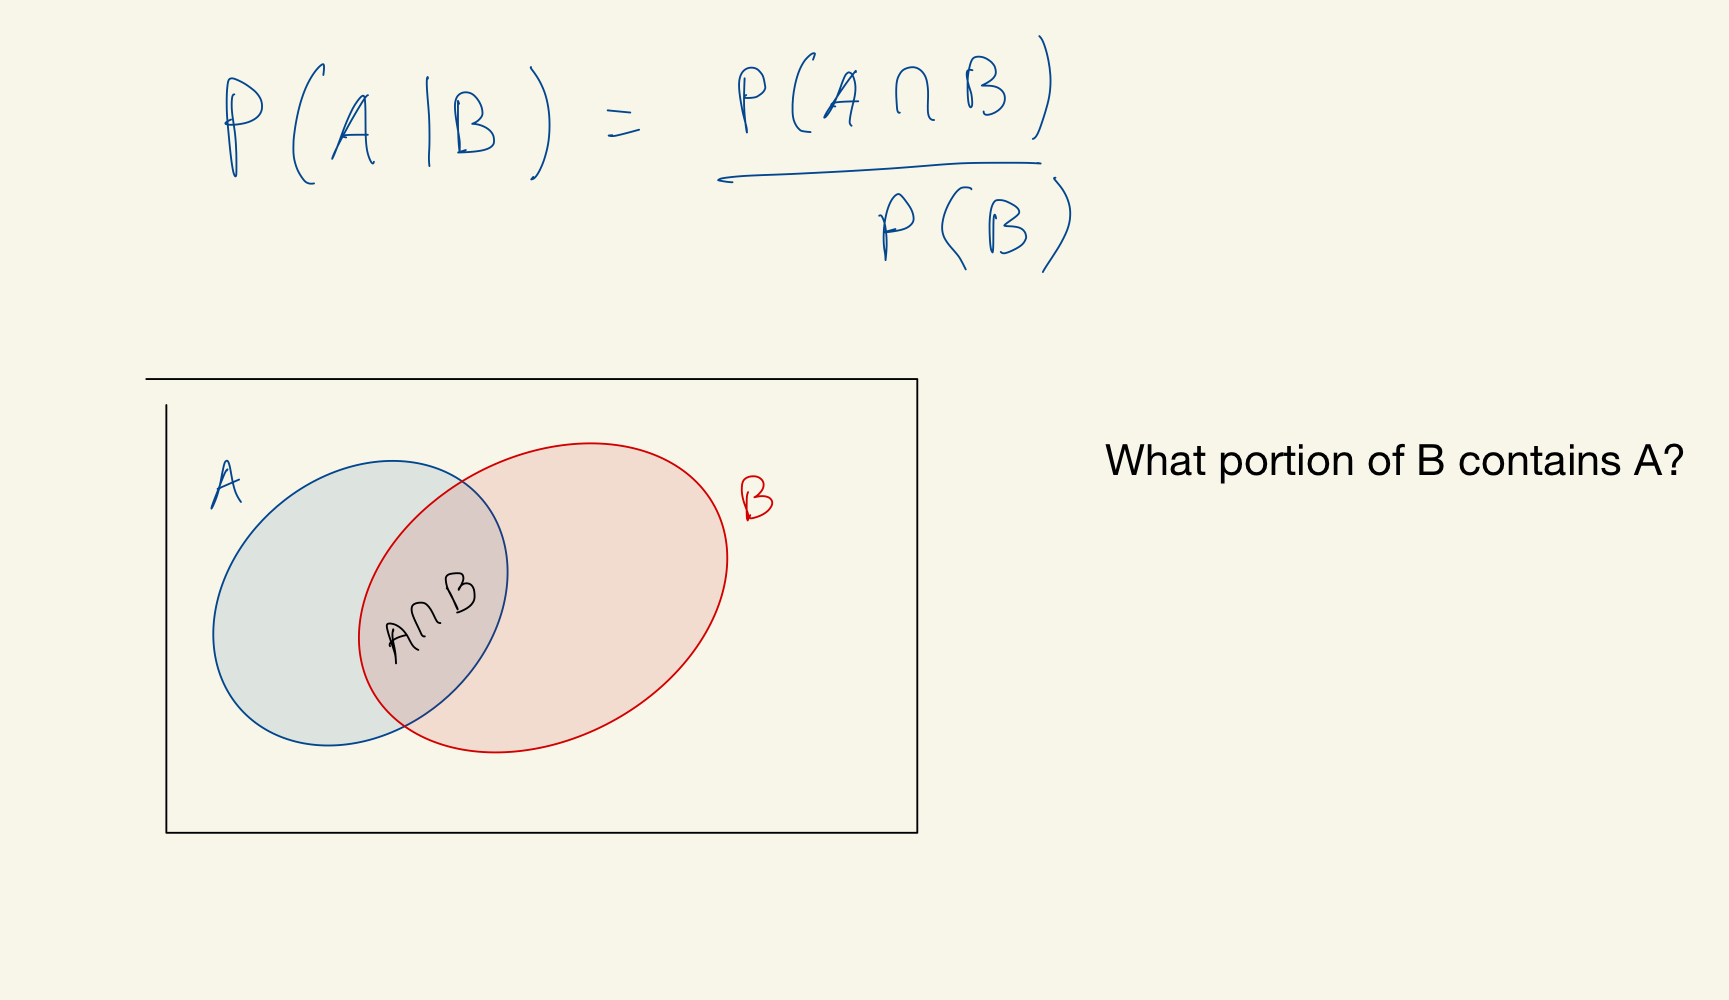 P(A|B) = P(A∩B)
P(B)
A
B
A∩B
What portion of B contains A?